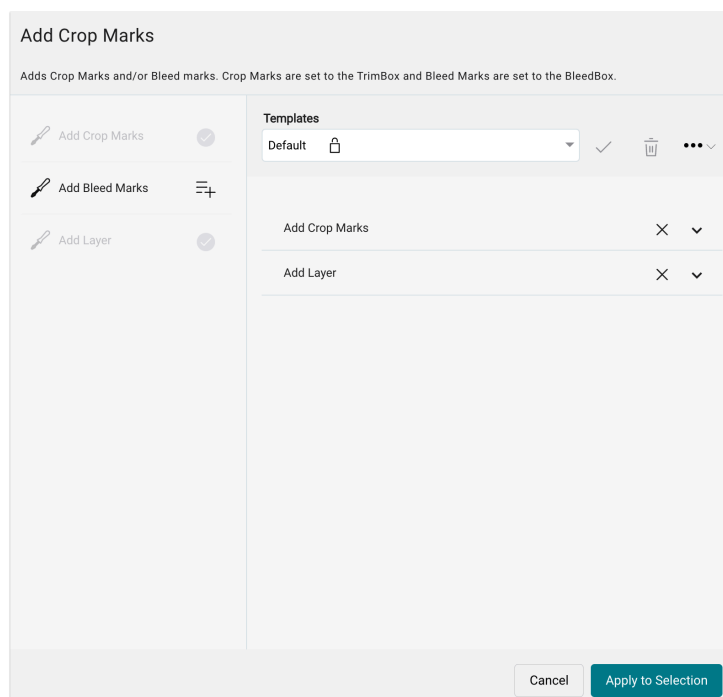 Add Crop Marks
Adds Crop Marks and/or Bleed marks. Crop Marks are set to the TrimBox and Bleed Marks are set to the BleedBox.
Add Crop Marks
Add Bleed Marks
Add Layer
Templates
Default
Add Crop Marks
Add Layer
Cancel
Apply to Selection